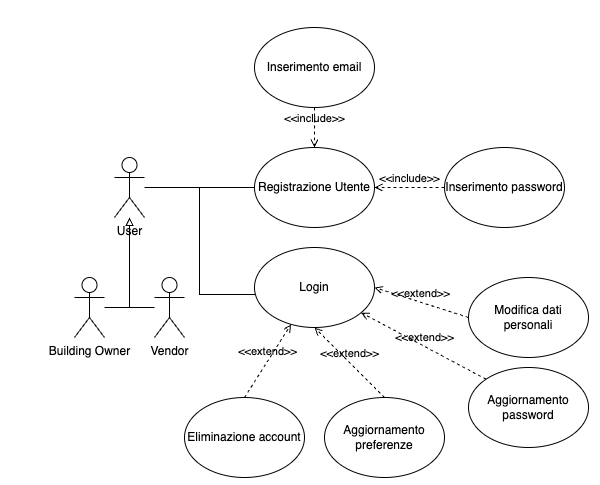 Inserimento email
<<include>>
Registrazione Utente
<<include>>
Inserimento password
User
Login
<<extend>>
Modifica dati
personali
<<extend>>
Building Owner
Vendor
<<extend>>
<<extend>>
Aggiornamento
password
Eliminazione account
Aggiornamento
preferenze